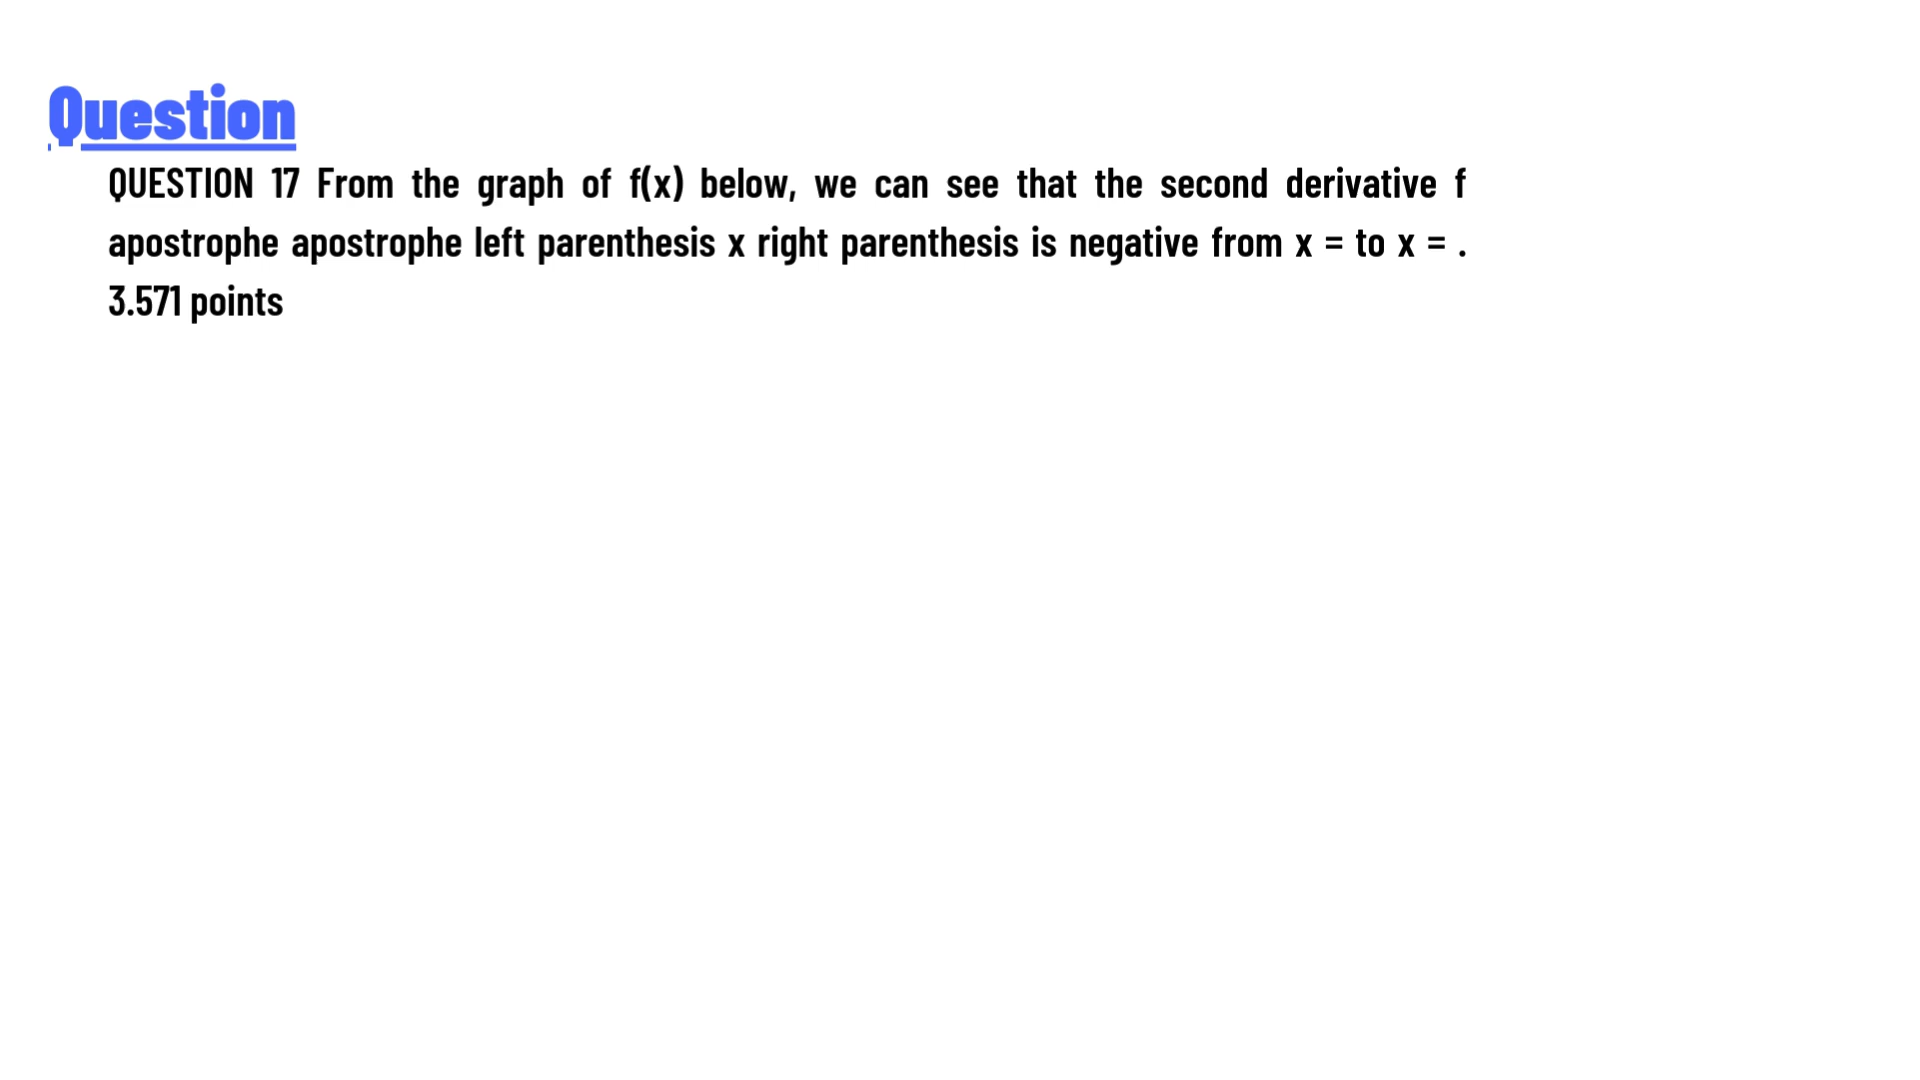 Question
QUESTION 17 From the graph of f(x) below, we can see that the second derivative f
apostrophe apostrophe left parenthesis x right parenthesis is negative from x = to x = .
3.571 points